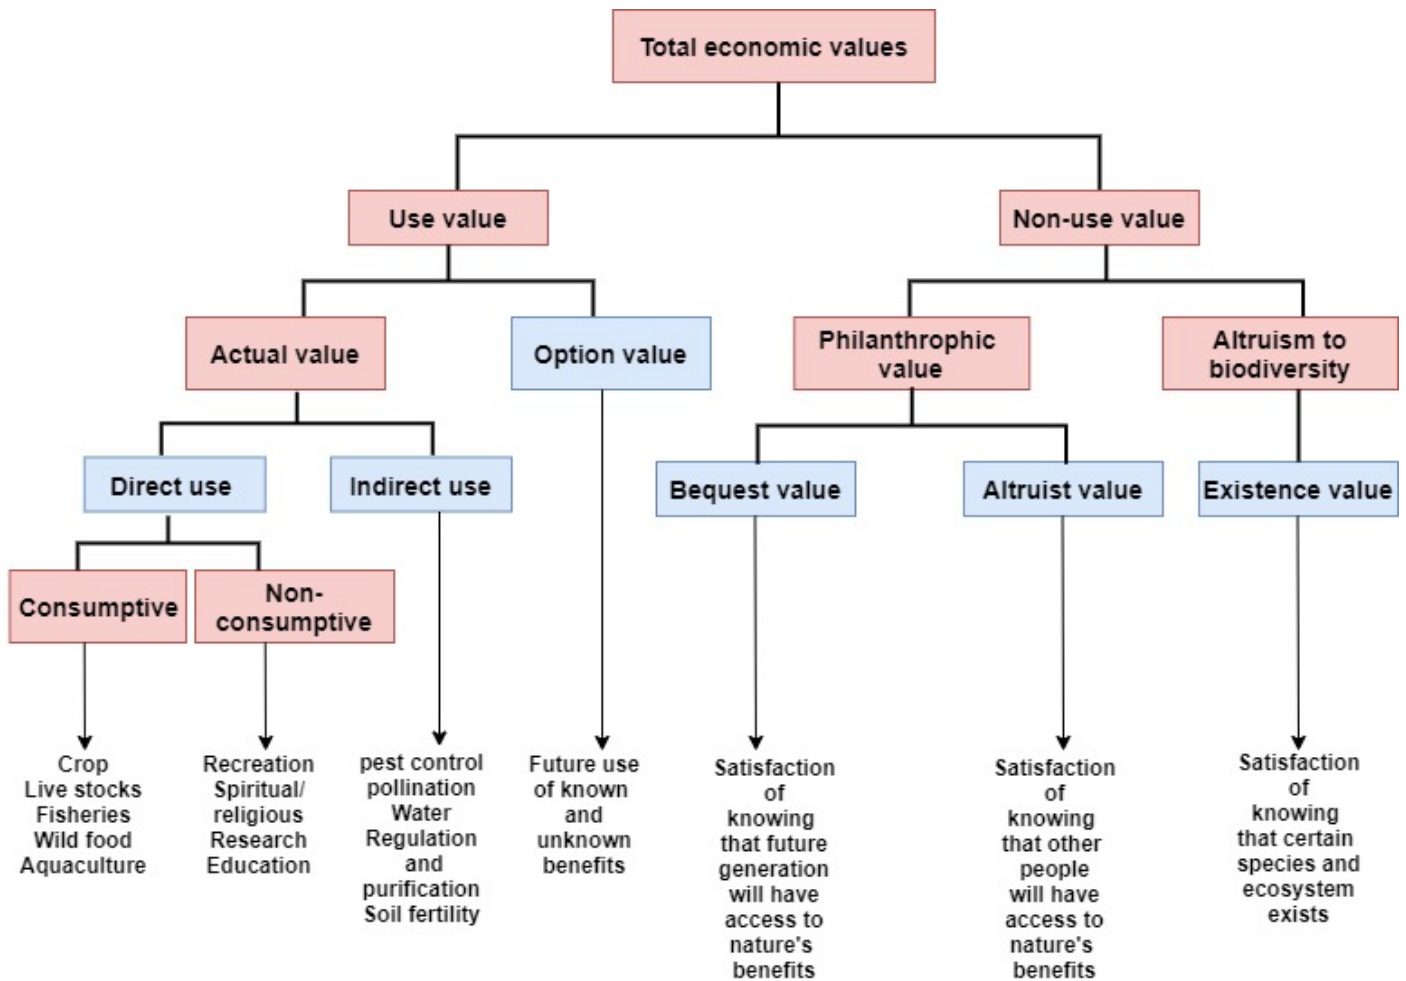 Total economic values
Use value
Non-use value
Actual value
Option value
Philanthrophic
value
Altruism to
biodiversity
Direct use
Indirect use
Bequest value
Altruist value
Existence value
Consumptive
Non-
consumptive
Crop
Live stocks
Fisheries
Wild food
Aquaculture
Recreation
Spiritual/
religious
Research
Education
pest control
pollination
Water
Regulation
and
purification
Soil fertility
Future use
of known
and
unknown
benefits
Satisfaction
of
knowing
that future
generation
will have
access to
nature's
benefits
Satisfaction
of
knowing
that other
people
will have
access to
nature's
benefits
Satisfaction
of
knowing
that certain
species and
ecosystem
exists